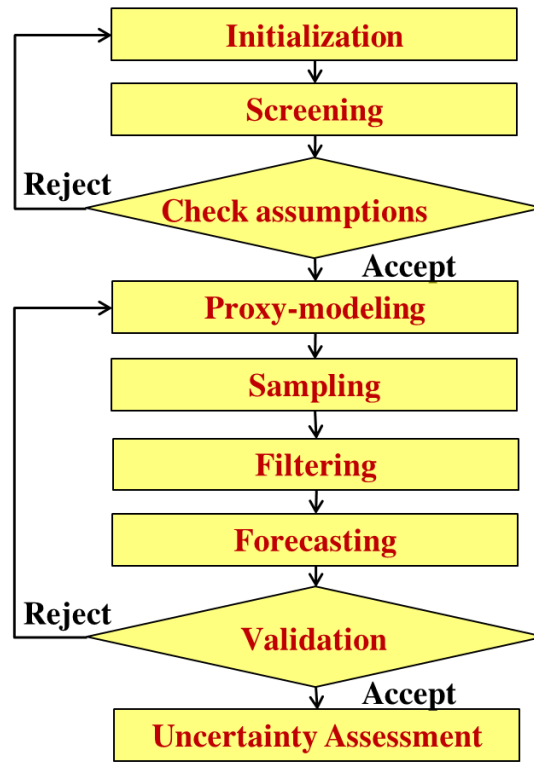 Initialization
Screening
Reject
Check assumptions
Accept
Proxy-modeling
Sampling
Filtering
Forecasting
Reject
Validation
Accept
Uncertainty Assessment